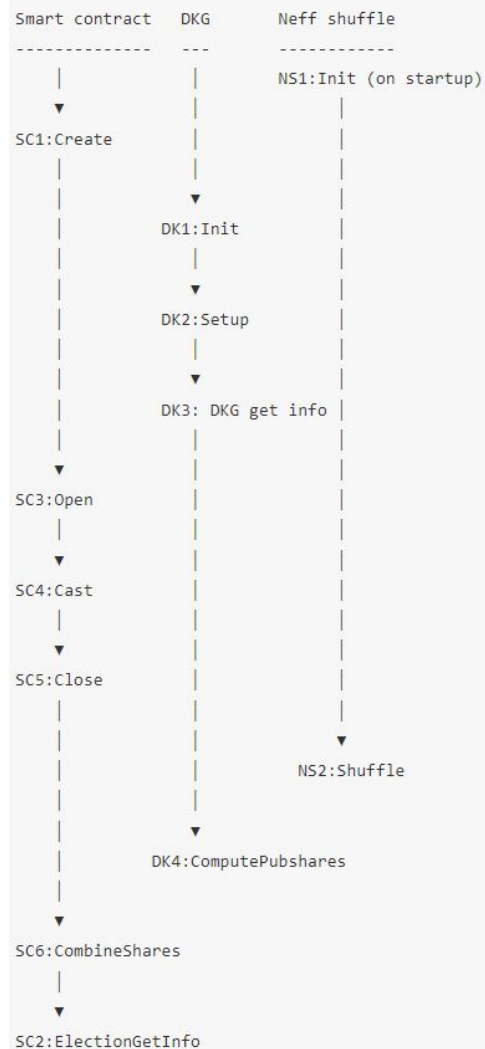 Smart contract DKG Neff shuffle
-------------- --- ------------
NS1:Init (on startup)
SC1:Create
DK1:Init
DK2:Setup
DK3: DKG get info
SC3:Open
SC4:Cast
SC5:Close
NS2:Shuffle
DK4:ComputePubshares
SC6:CombineShares
SC2:ElectionGetInfo